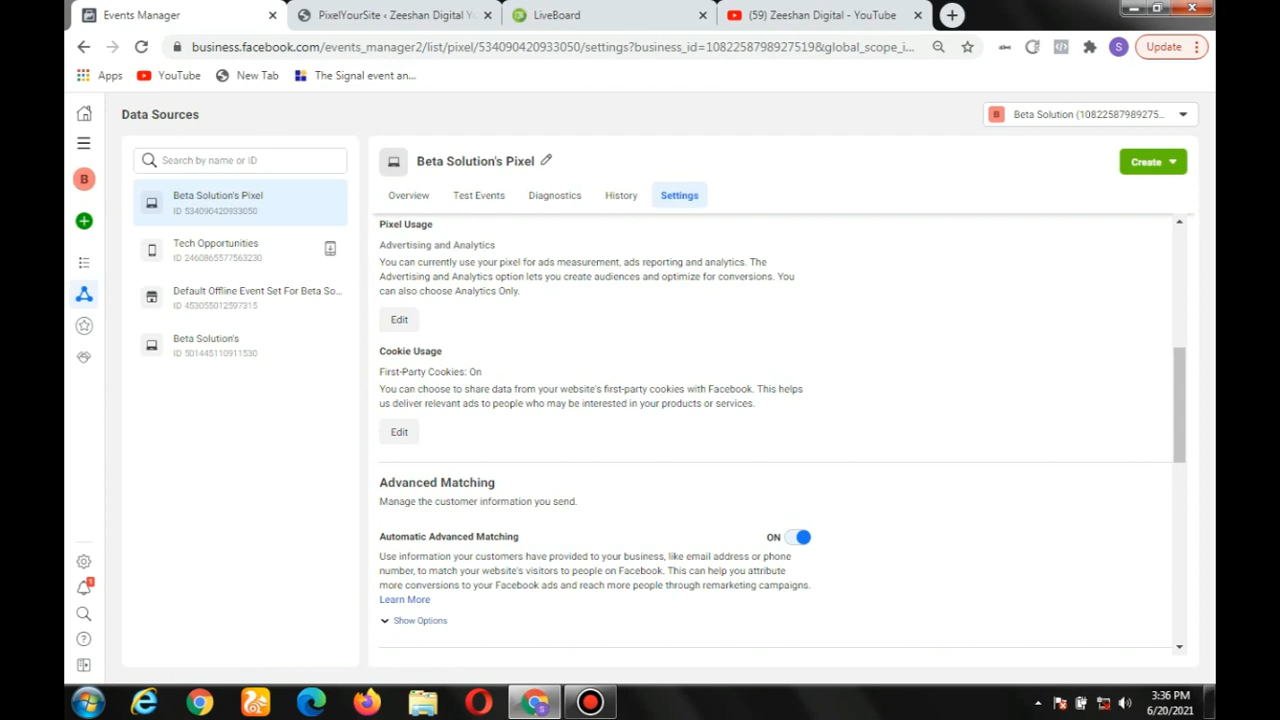 Events Manager
PixelYourSite ‹ Zeeshan Digital Y
LiveBoard
(59) Zeeshan Digital - YouTube
business.facebook.com/events_manager2/list/pixel/534090420933050/settings?business_id=1082258798927519&global_scope_i...
S
Update
Apps
YouTube
New Tab
The Signal event an...
Data Sources
B
Beta Solution (10822587989275...
Search by name or ID
Beta Solution's Pixel
ID 534090420933050
Tech Opportunities
ID 2460865577563230
Default Offline Event Set For Beta So...
ID 453055012597315
Beta Solution's
ID 501445110911530
B
1
Beta Solution's Pixel
Create
Overview
Test Events
Diagnostics
History
Settings
Pixel Usage
Advertising and Analytics
You can currently use your pixel for ads measurement, ads reporting and analytics. The
Advertising and Analytics option lets you create audiences and optimize for conversions. You
can also choose Analytics Only.
Edit
Cookie Usage
First-Party Cookies: On
You can choose to share data from your website's first-party cookies with Facebook. This helps
us deliver relevant ads to people who may be interested in your products or services.
Edit
Advanced Matching
Manage the customer information you send.
Automatic Advanced Matching
ON
Use information your customers have provided to your business, like email address or phone
number, to match your website's visitors to people on Facebook. This can help you attribute
more conversions to your Facebook ads and reach more people through remarketing campaigns.
Learn More
Show Options
3:36 PM
6/20/2021